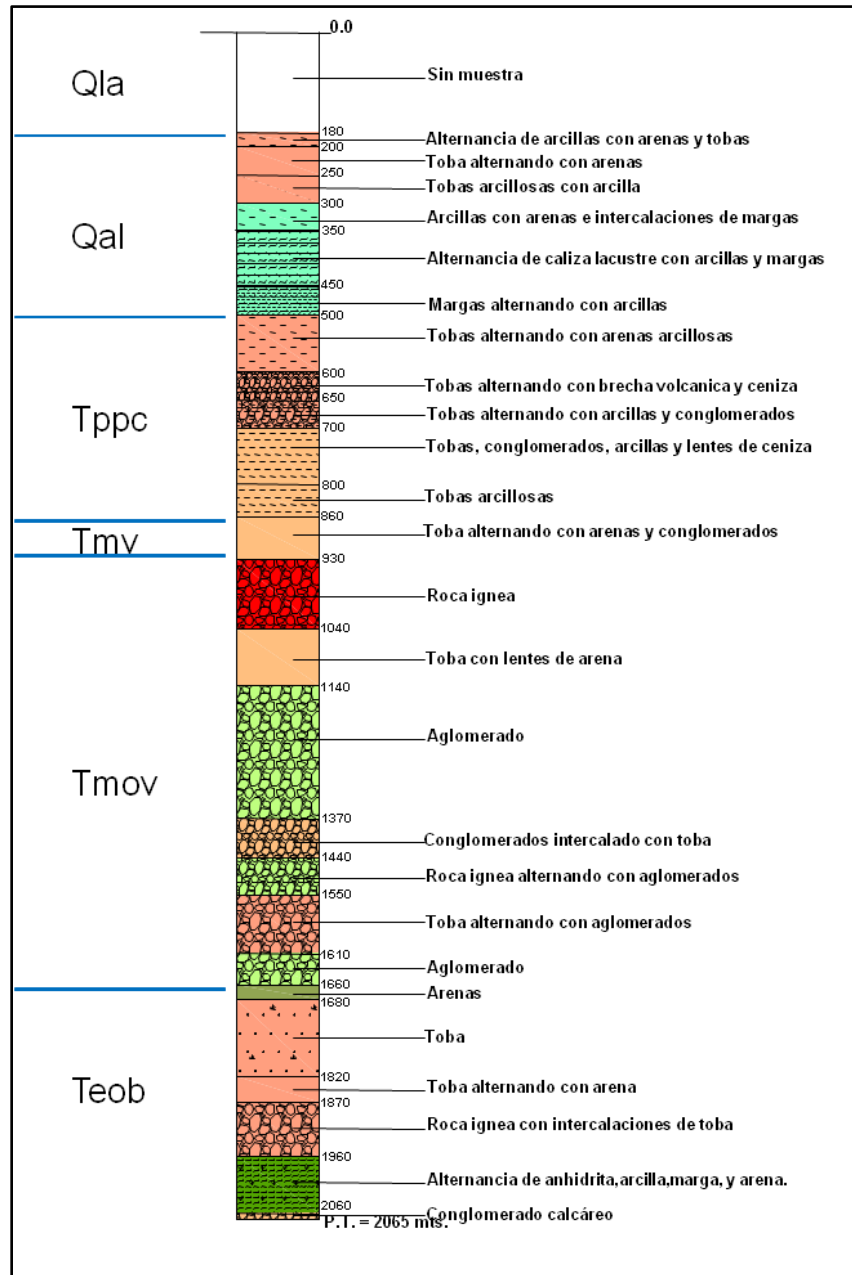 0.0
Qla
Sin muestra
180
Alternancia de arcillas con arenas y tobas
200
Toba alternando con arenas
250
Tobas arcillosas con arcilla
300
Qal
Arcillas con arenas e intercalaciones de margas
350
Alternancia de caliza lacustre con arcillas y margas
450
Margas alternando con arcillas
500
Tobas alternando con arenas arcillosas
600
Tobas alternando con brecha volcanica y ceniza
650
Tppc
Tobas alternando con arcillas y conglomerados
700
Tobas, conglomerados, arcillas y lentes de ceniza
800
Tobas arcillosas
860
Tmv
Toba alternando con arenas y conglomerados
930
Roca ignea
1040
Toba con lentes de arena
1140
Aglomerado
Tmov
1370
Conglomerados intercalado con toba
1440
Roca ignea alternando con aglomerados
1550
Toba alternando con aglomerados
1610
Aglomerado
1660
Arenas
1680
Toba
1820
Teob
Toba alternando con arena
1870
Roca ignea con intercalaciones de toba
1960
Alternancia de anhidrita,arcilla,marga, y arena.
2060
Conglomerado calcáreo
P.T. = 2065 mts.